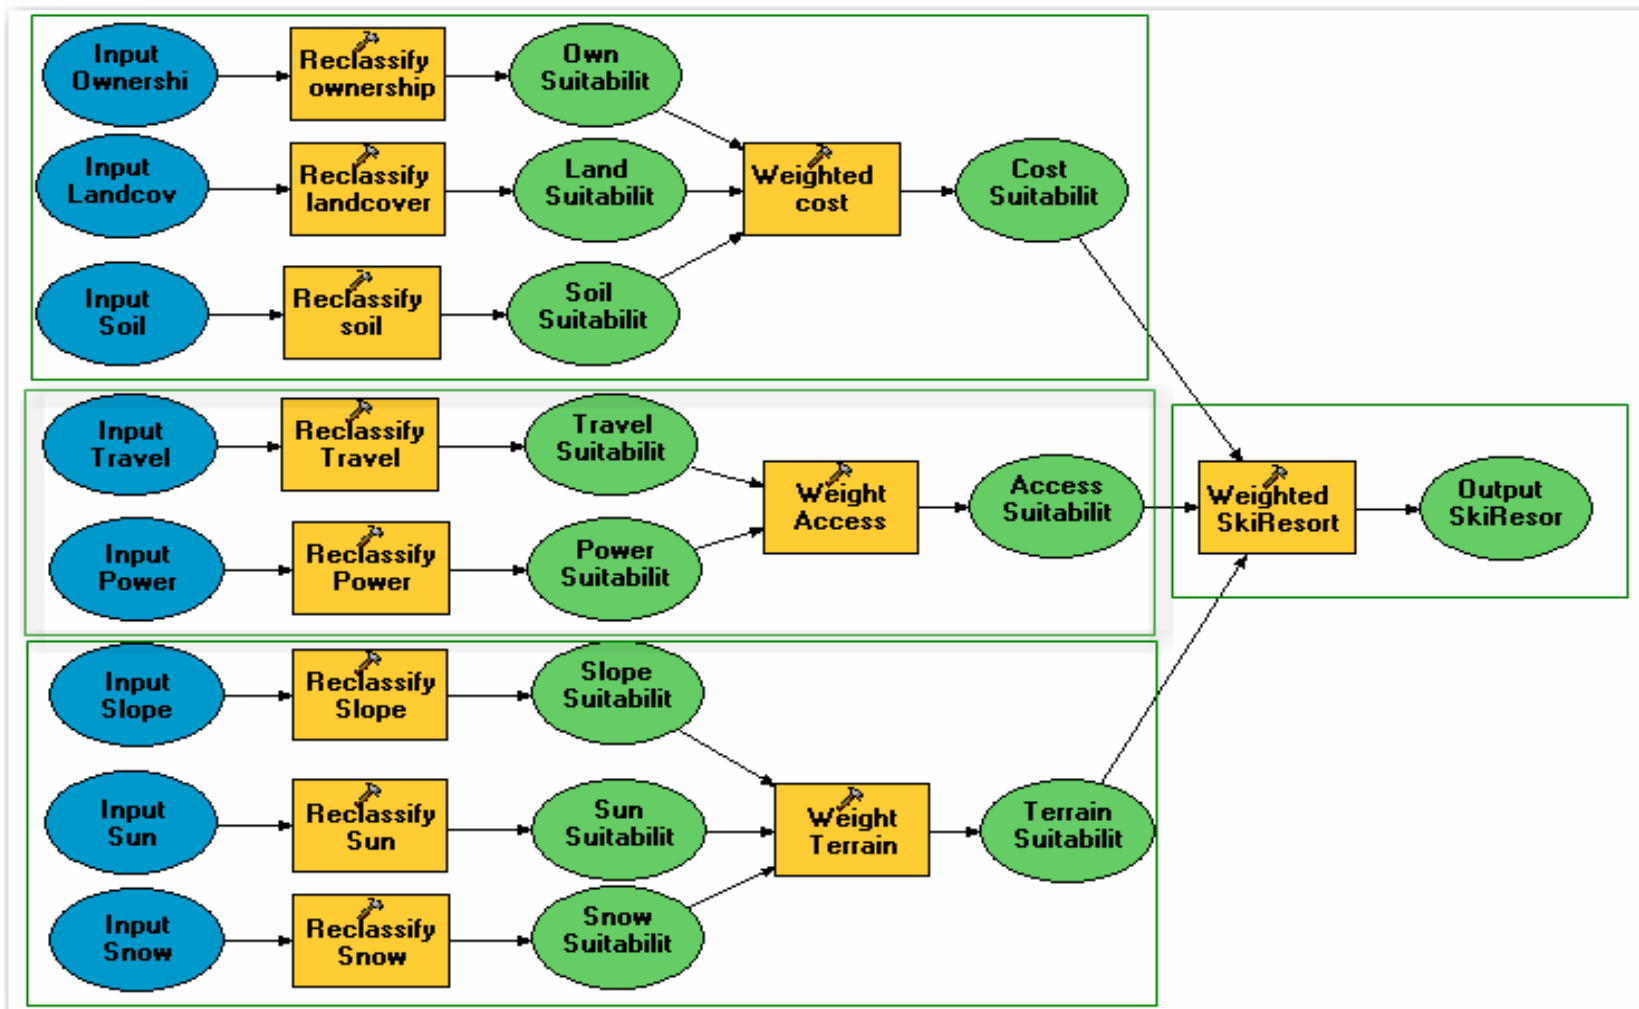 Input
Ownershi
Reclassify
ownership
Own
Suitabilit
Input
Landcov
Reclassify
landcover
Land
Suitabilit
Weighted
cost
Cost
Suitabilit
Input
Soil
Reclassify
soil
Soil
Suitabilit
Input
Travel
Reclassify
Travel
Travel
Suitabilit
Weight
Access
Access
Suitabilit
Weighted
SkiResort
Output
SkiResor
Input
Power
Reclassify
Power
Power
Suitabilit
Input
Slope
Reclassify
Slope
Slope
Suitabilit
Input
Sun
Reclassify
Sun
Sun
Suitabilit
Weight
Terrain
Terrain
Suitabilit
Input
Snow
Reclassify
Snow
Snow
Suitabilit